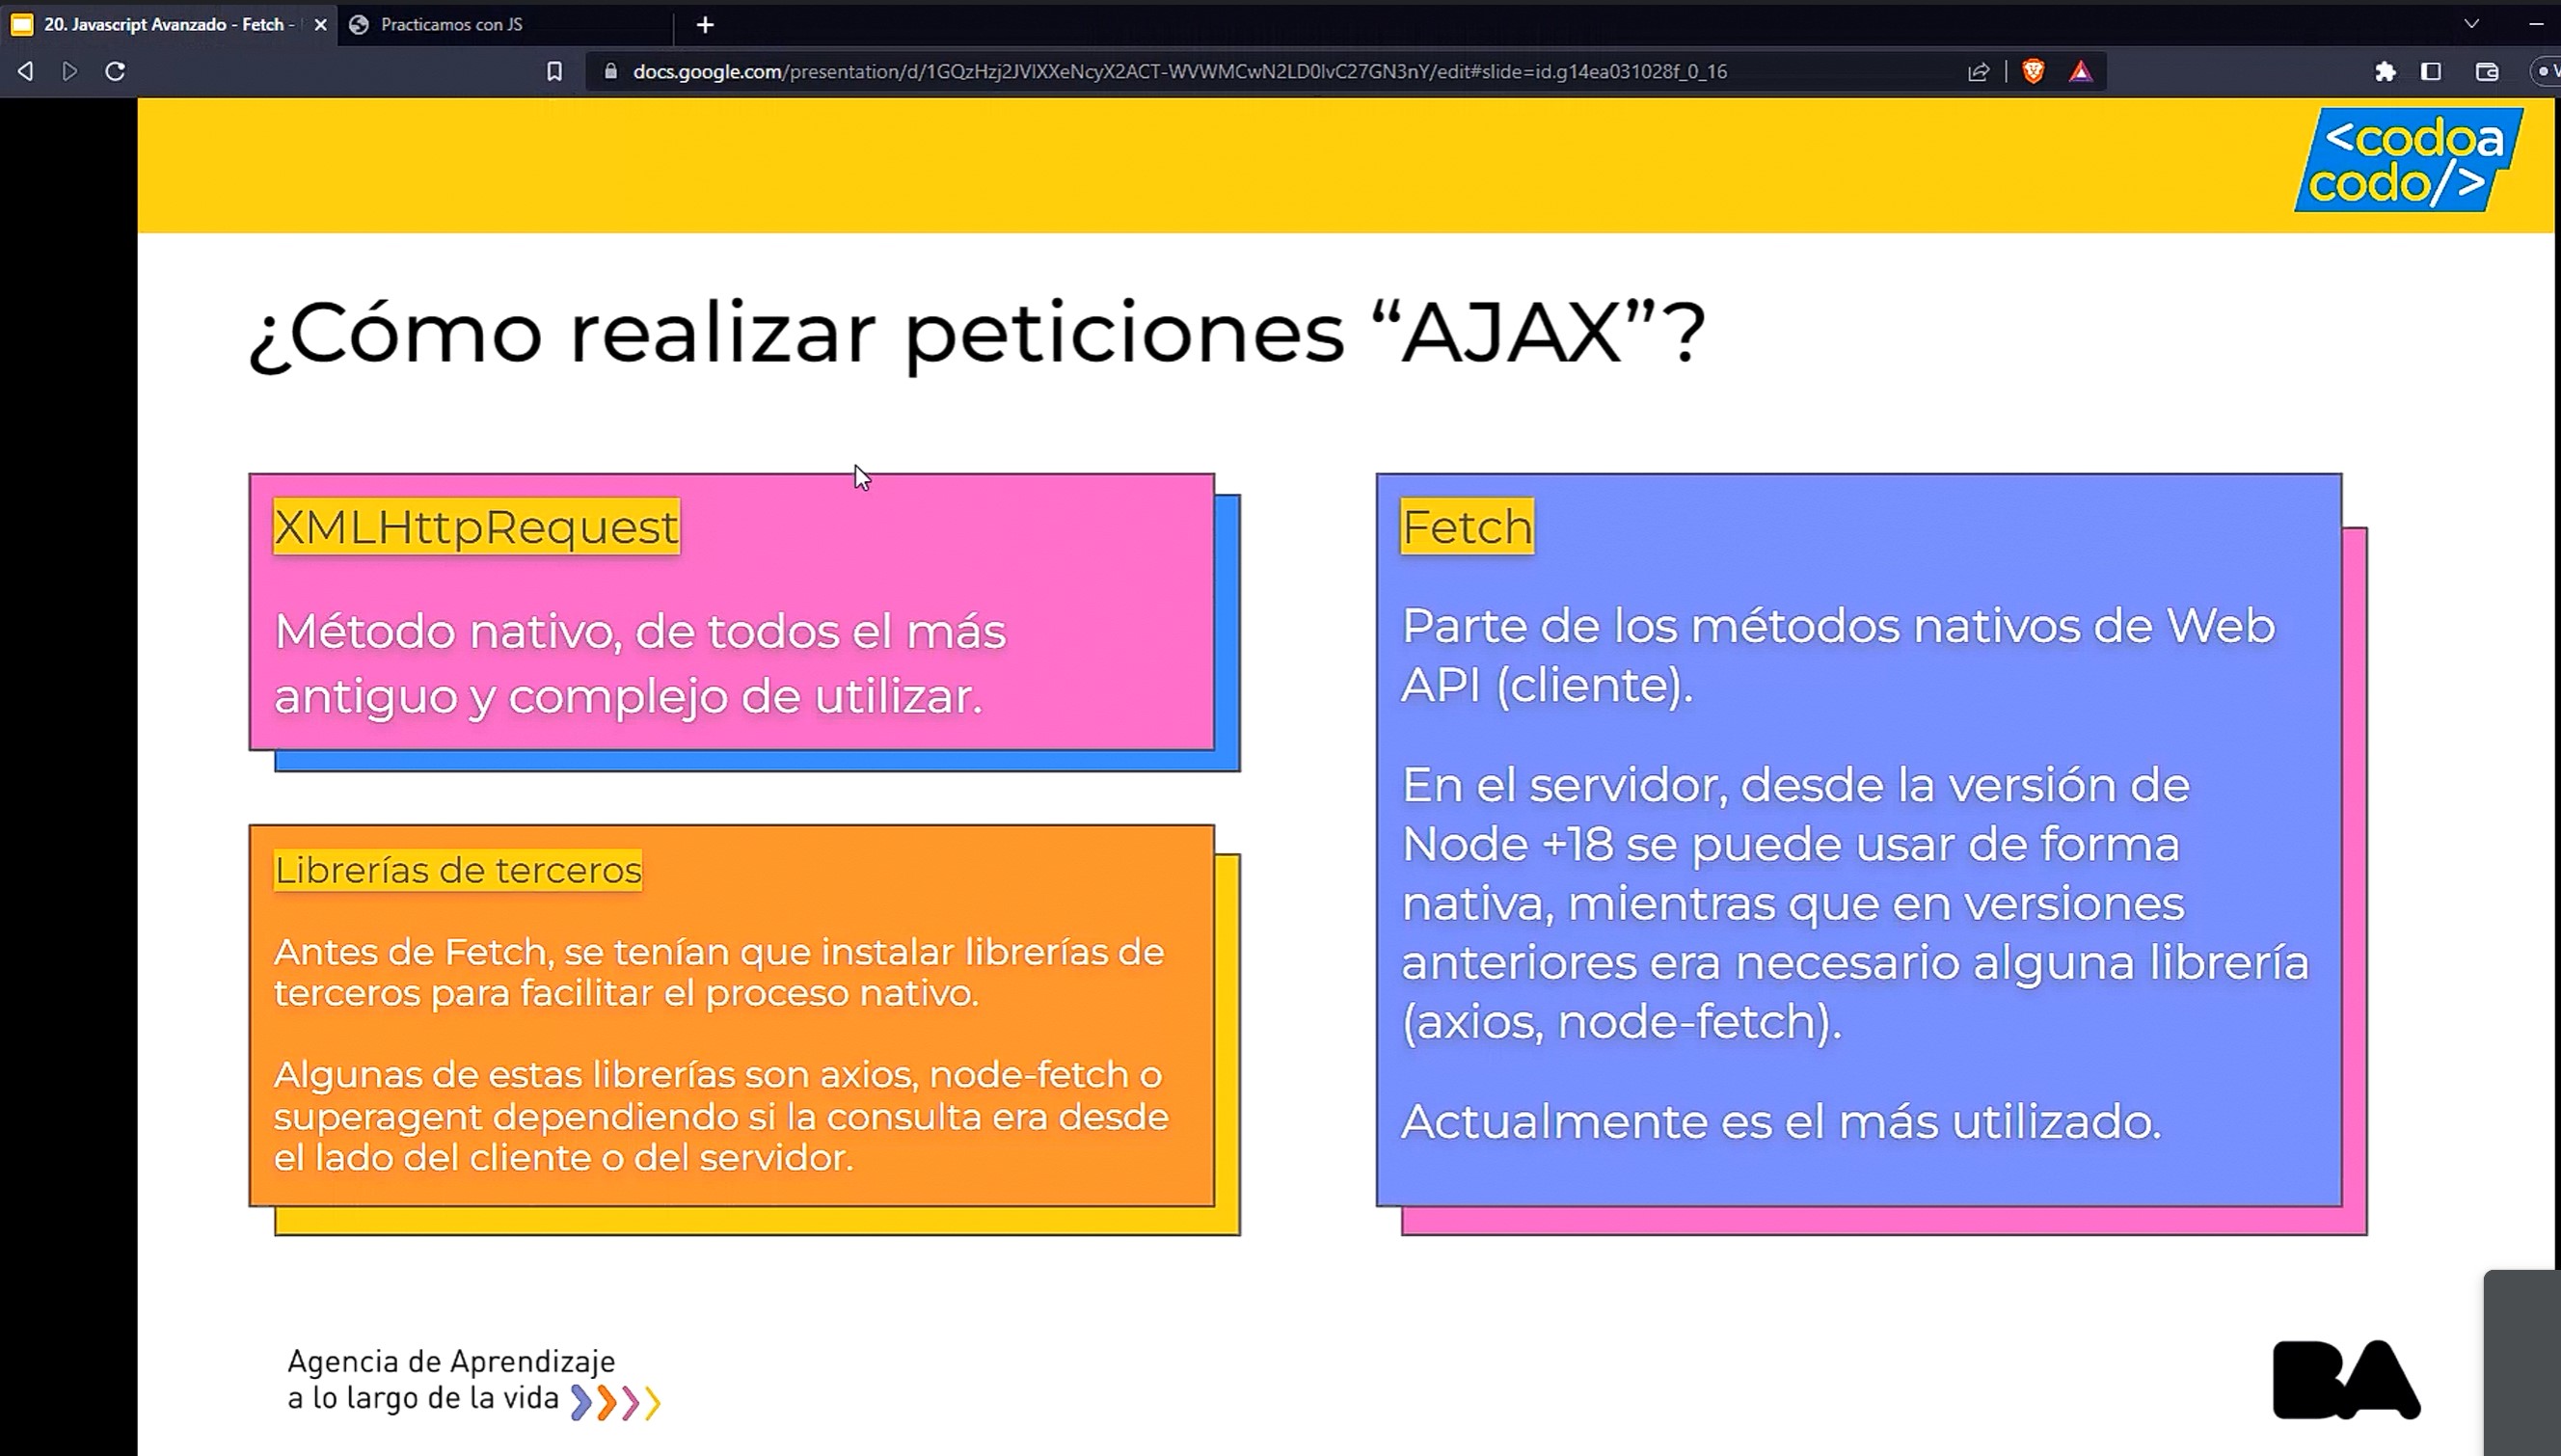 20. Javascript Avanzado - Fetch -
Practicamos con JS
docs.google.com/presentation/d/1GQzHzj2JVIXXeNcyX2ACT-WVWMCwN2LD0lvC27GN3nY/edit#slide=id.g14ea031028f_0_16
<codoa
codo/>
¿Cómo realizar peticiones “AJAX”?
XMLHttpRequest
Método nativo, de todos el más
antiguo y complejo de utilizar.
Librerías de terceros
Antes de Fetch, se tenían que instalar librerías de
terceros para facilitar el proceso nativo.
Algunas de estas librerías son axios, node-fetch o
superagent dependiendo si la consulta era desde
el lado del cliente o del servidor.
Fetch
Parte de los métodos nativos de Web
API (cliente).
En el servidor, desde la versión de
Node +18 se puede usar de forma
nativa, mientras que en versiones
anteriores era necesario alguna librería
(axios, node-fetch).
Actualmente es el más utilizado.
Agencia de Aprendizaje
a lo largo de la vida
BA